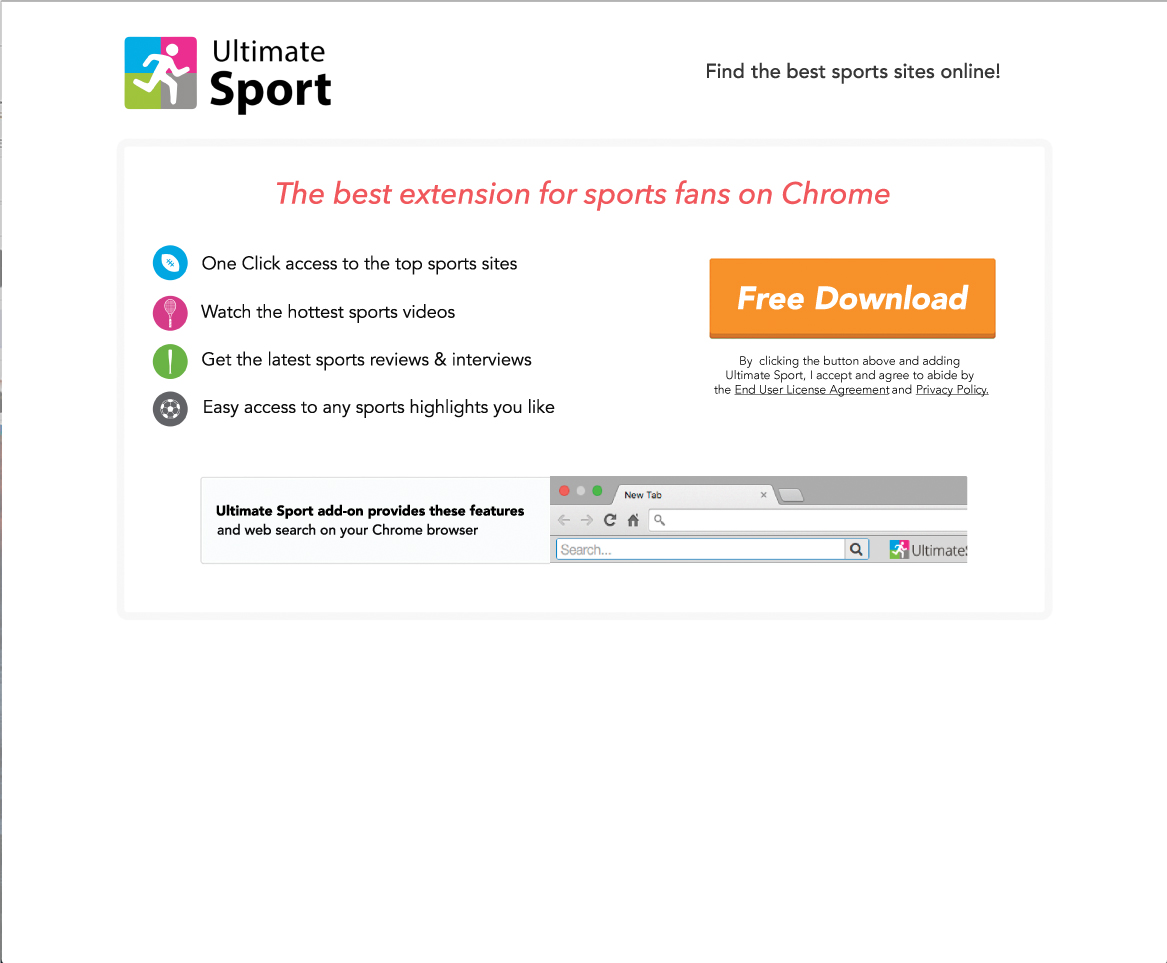 Ultimate
Sport
Find the best sports sites online!
The best extension for sports fans on Chrome
One Click access to the top sports sites
Watch the hottest sports videos
Get the latest sports reviews & interviews
Easy access to any sports highlights you like
Free Download
By clicking the button above and adding
Ultimate Sport, I accept and agree to abide by
the End User License Agreement and Privacy Policy.
Ultimate Sport add-on provides these features
and web search on your Chrome browser
New Tab
Search...
UltimateS